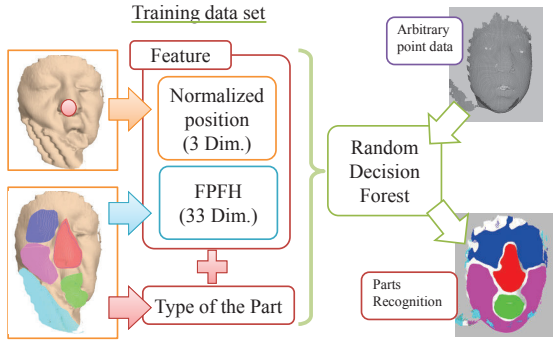 Training data set
Feature
Normalized
position
(3 Dim.)
FPFH
(33 Dim.)
Type of the Part
Arbitrary
point data
Random
Decision
Forest
Parts
Recognition